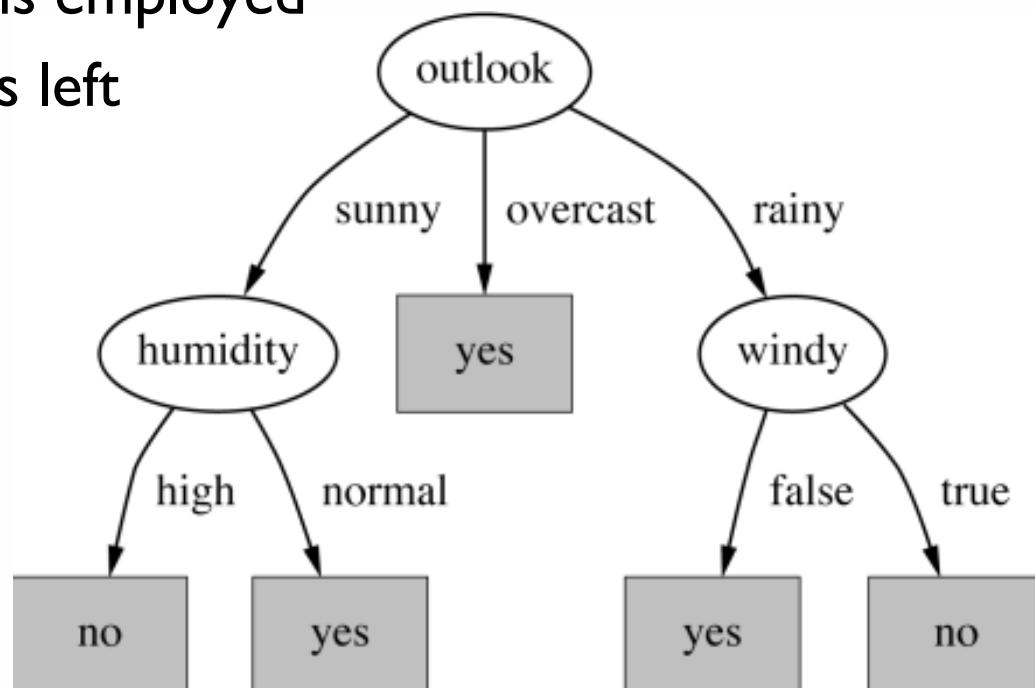 is employed
s left
outlook
sunny overcast rainy
humidity yes windy
high normal false true
no yes yes no